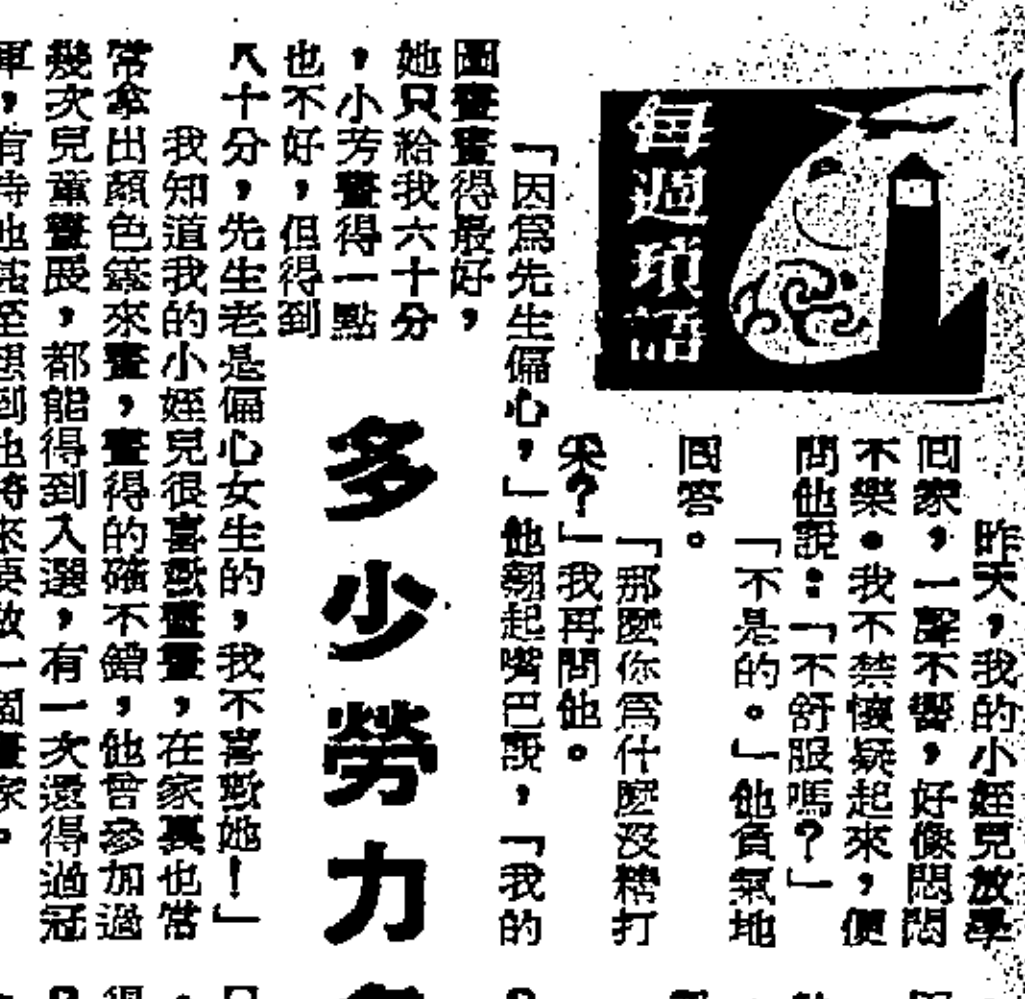 每週瑣語
昨天，我的小姪兒放學
回家，一聲不響，好像悶悶
不樂。我不禁懷疑起來，便
問他說：「不舒服嗎？」
「不是的。」他負氣地
回答。
「那麼你爲什麼沒精打
采？」我再問他。
「因爲先生偏心，」他翹起嘴巴說，「我的
圖畫畫得最好，
她只給我六十分
，小芳畫得一點
也不好，但得到
八十分，先生老是偏心女生的，我不喜歡她！」
我知道我的小姪兒很喜歡圖畫，在家裏也常
常拿出顏色筆來畫，畫得的確不錯，他曾參加過
幾次兒童畫展，都能得到入選，有一次還得過冠
軍，有時他甚至想到他將來要做一個畫家。
多少勞力